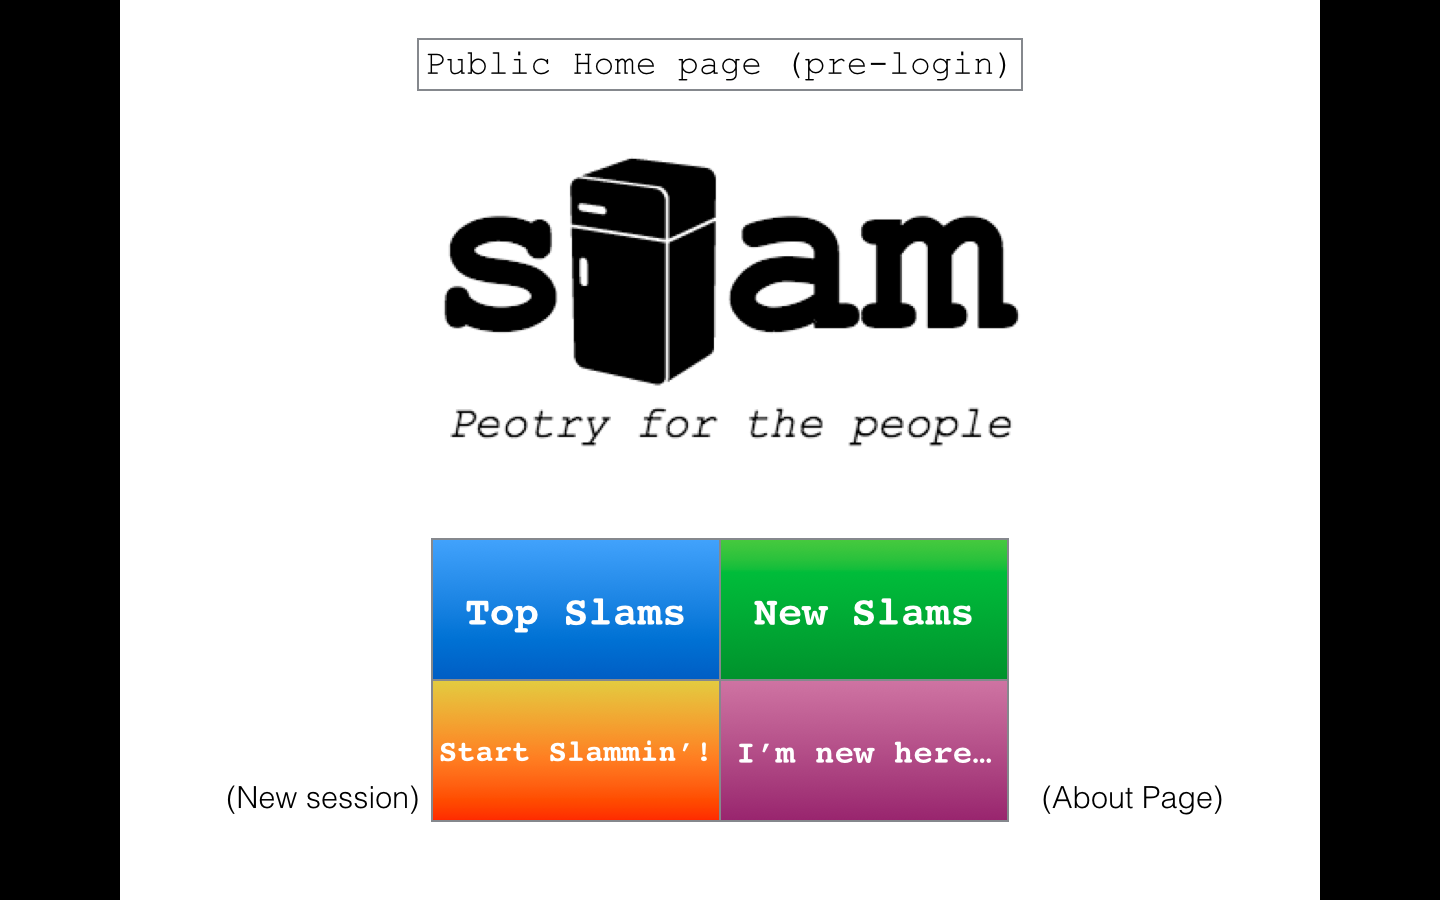 Public Home page (pre-login)
slam
Peotry for the people
Top Slams
New Slams
Start Slammin’!
I’m new here…
(New session)
(About Page)